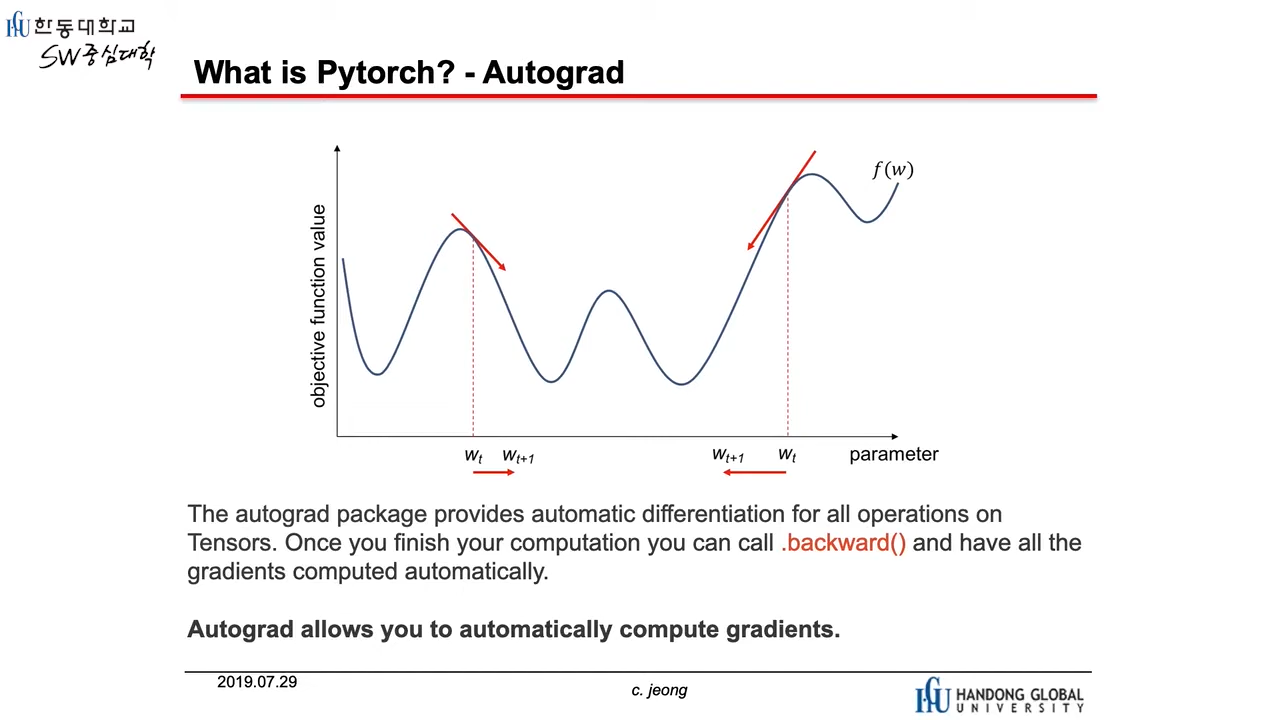 한동대학교
SW중심대학
What is Pytorch? - Autograd
f(w)
objective function value
wt wt+1 wt+1 wt parameter
The autograd package provides automatic differentiation for all operations on
Tensors. Once you finish your computation you can call .backward() and have all the
gradients computed automatically.
Autograd allows you to automatically compute gradients.
2019.07.29
c. jeong
HGU HANDONG GLOBAL
UNIVERSITY